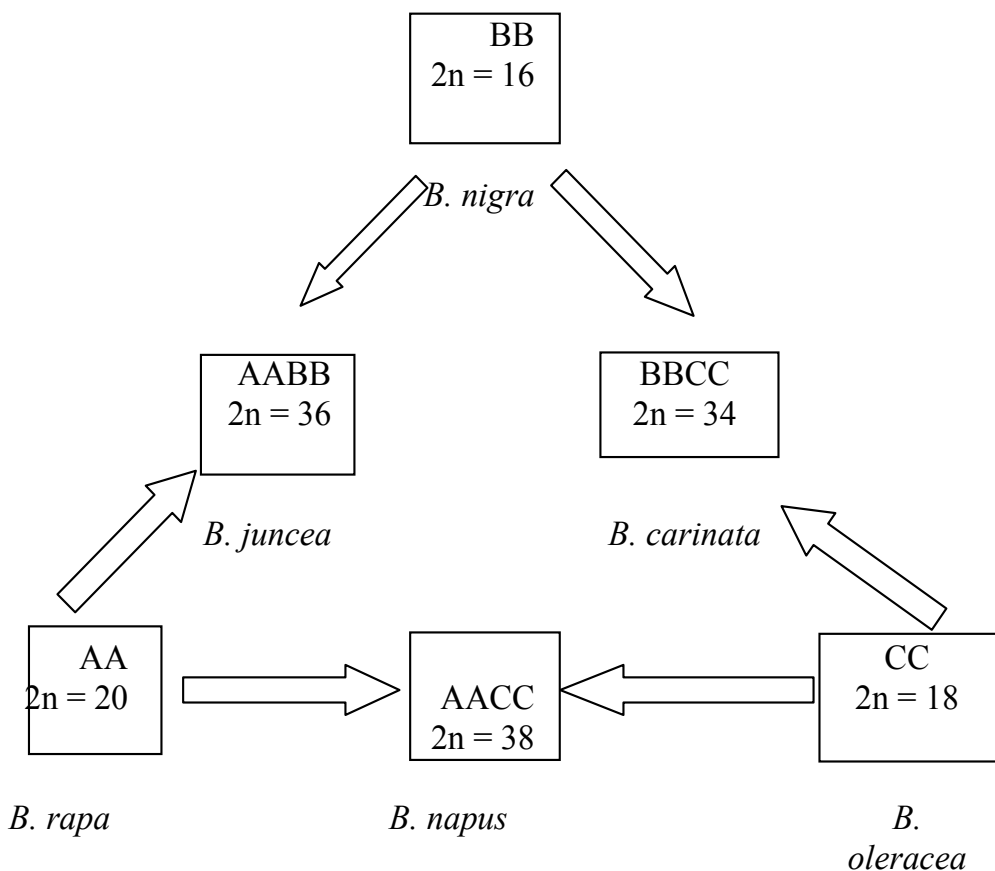 BB
2n = 16
B. nigra
AABB
2n = 36
BBCC
2n = 34
B. juncea
B. carinata
AA
2n = 20
AACC
2n = 38
CC
2n = 18
B. rapa
B. napus
B.
oleracea